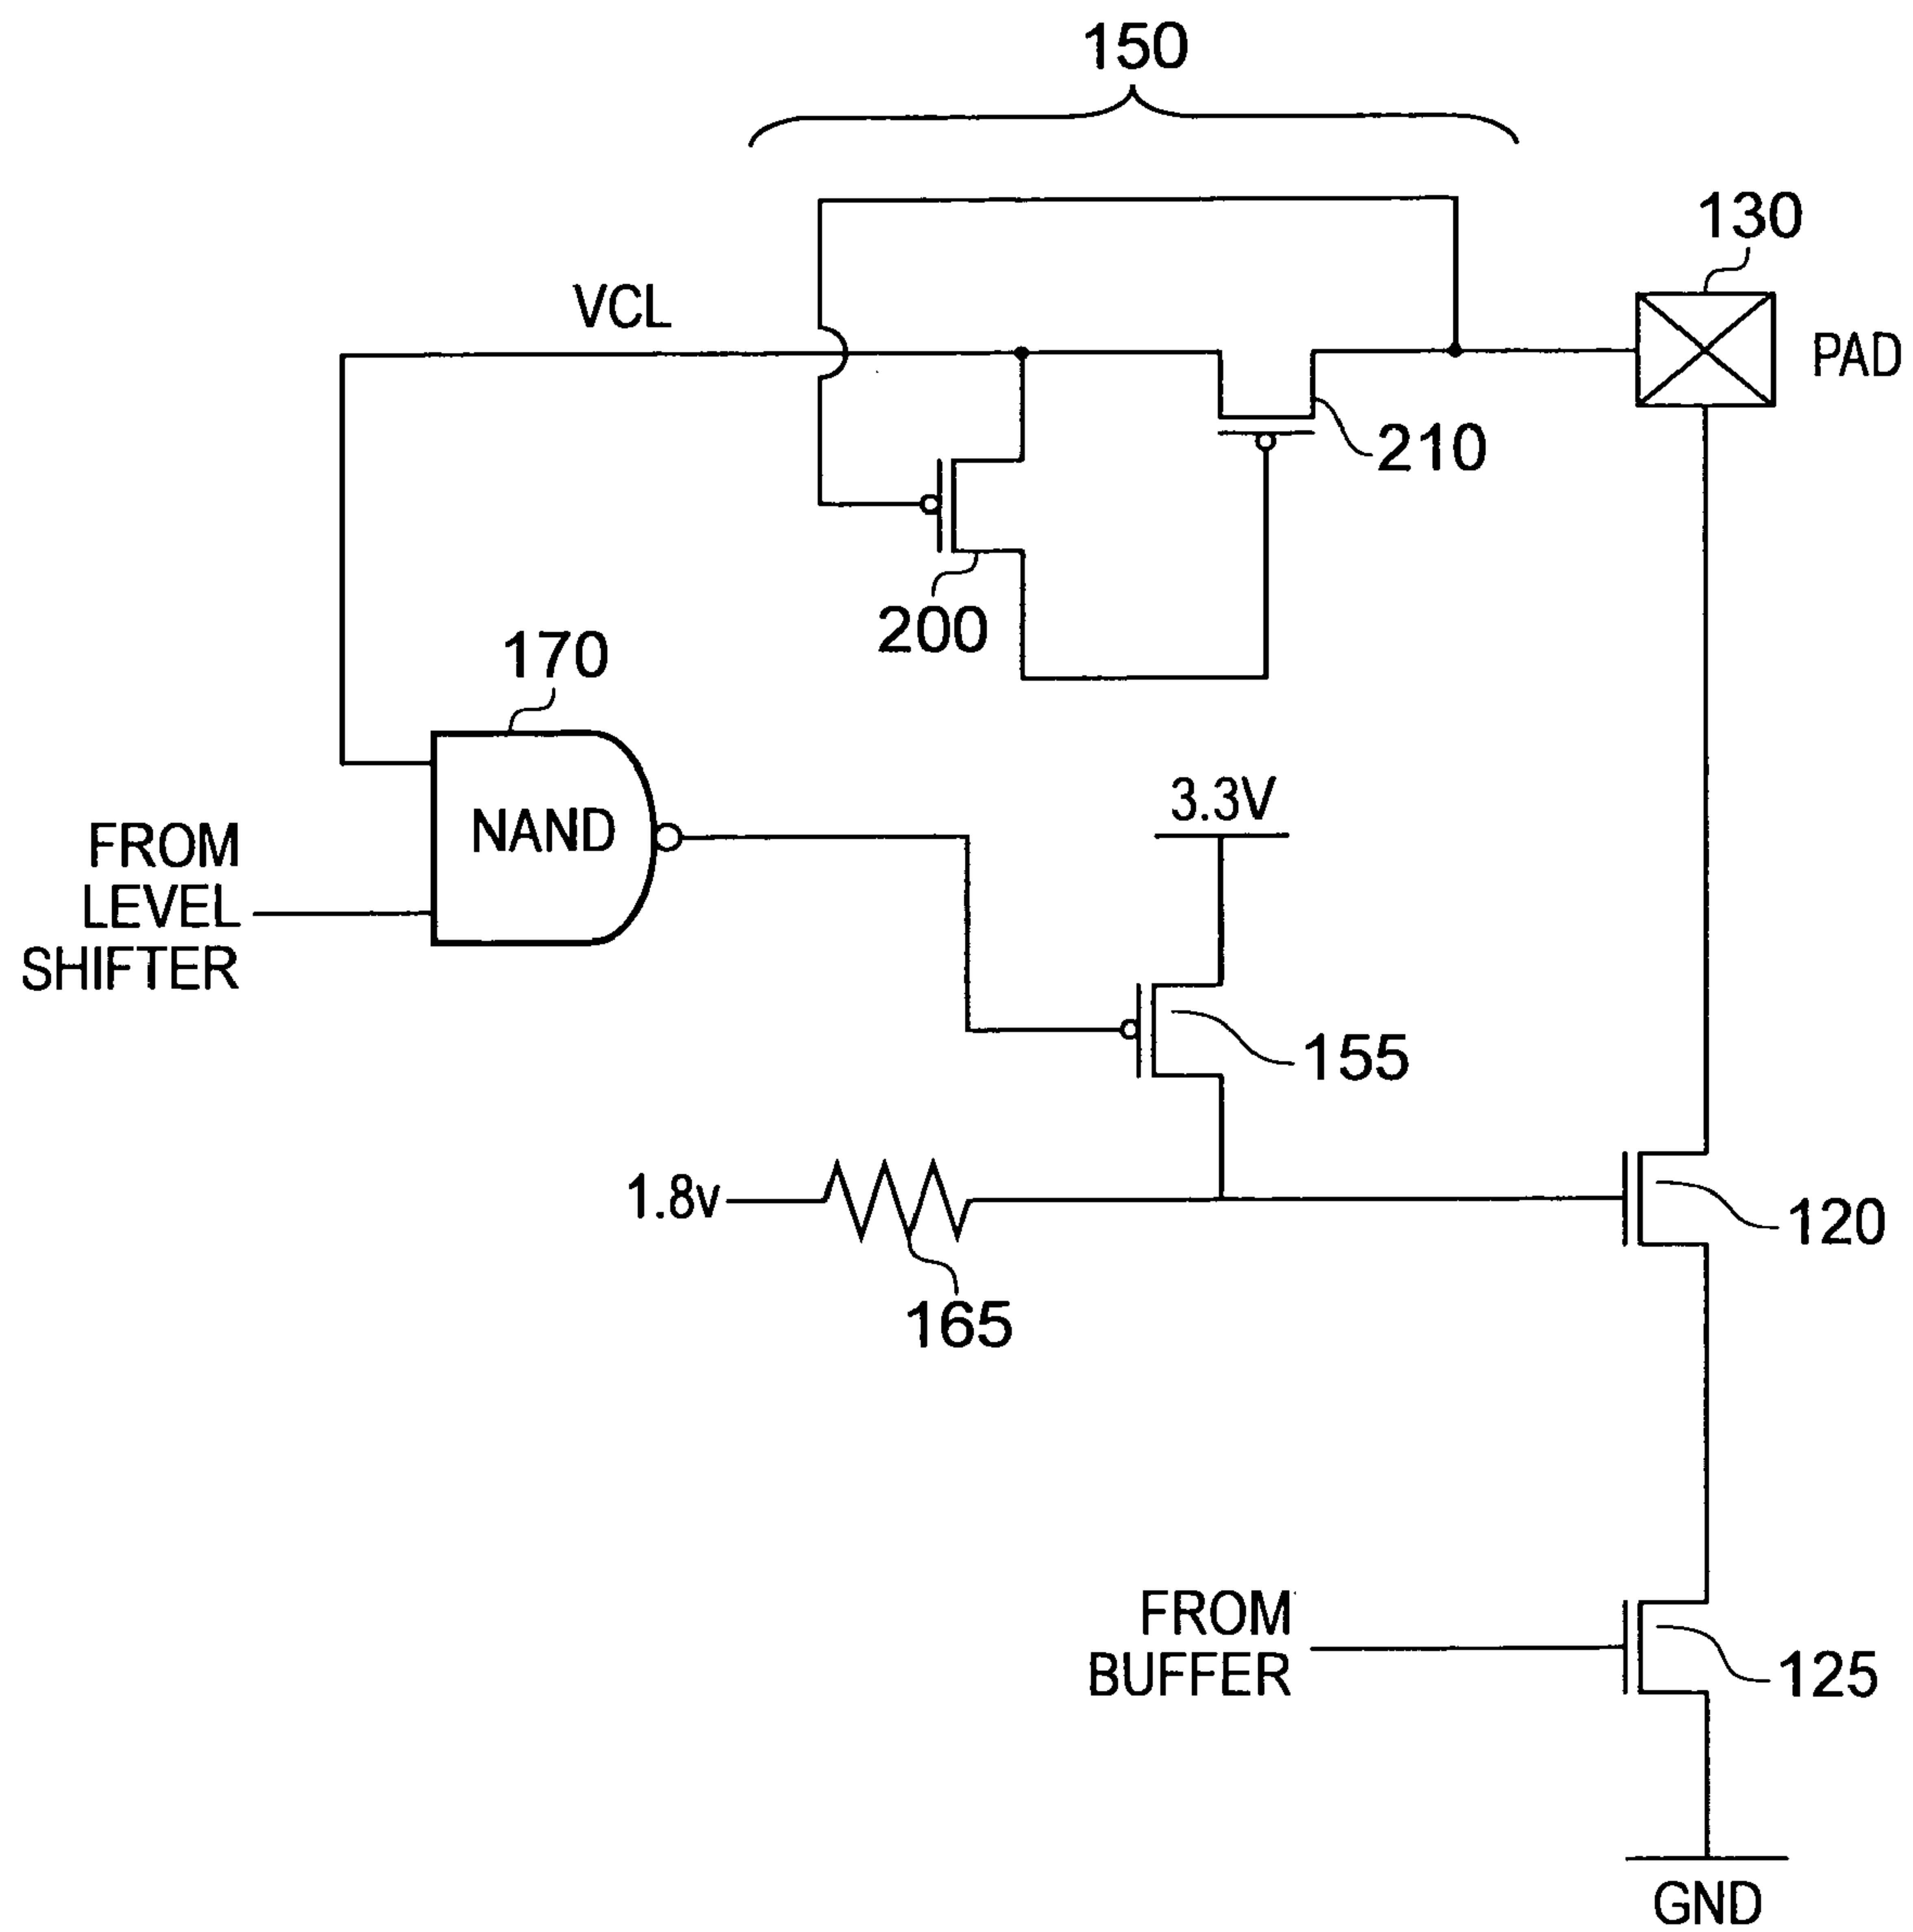 150
130
VCL
PAD
210
200
170
3.3V
FROM
LEVEL
SHIFTER
NAND
155
1.8v
120
165
FROM
BUFFER
125
GND